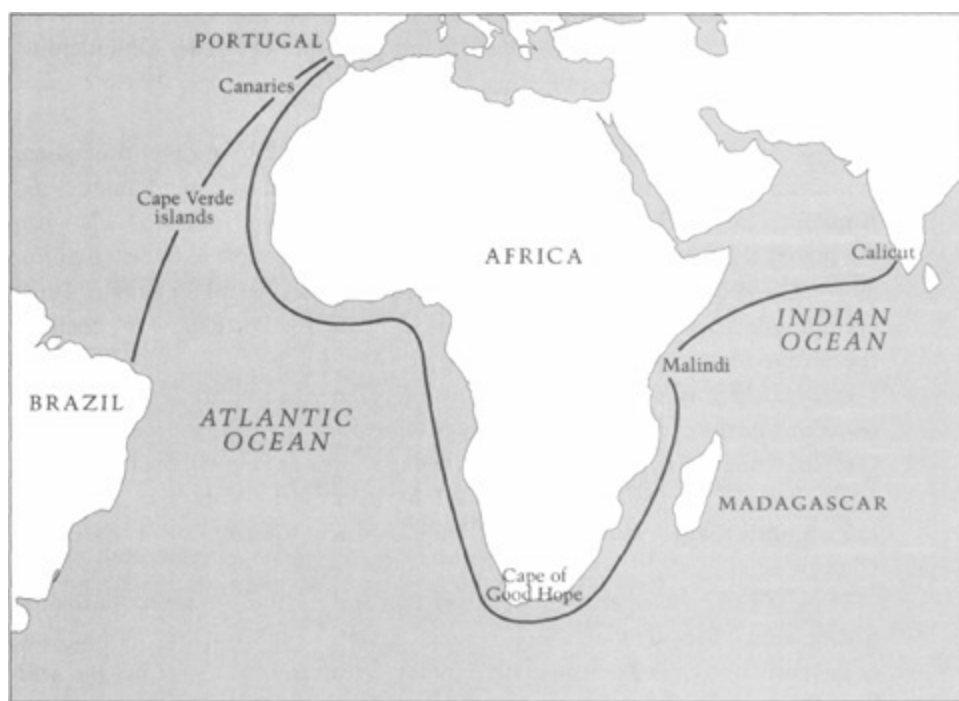 PORTUGAL
Canaries
Cape Verde
islands
AFRICA
Calicut
INDIAN
OCEAN
Malindi
BRAZIL
ATLANTIC
OCEAN
MADAGASCAR
Cape of
Good Hope